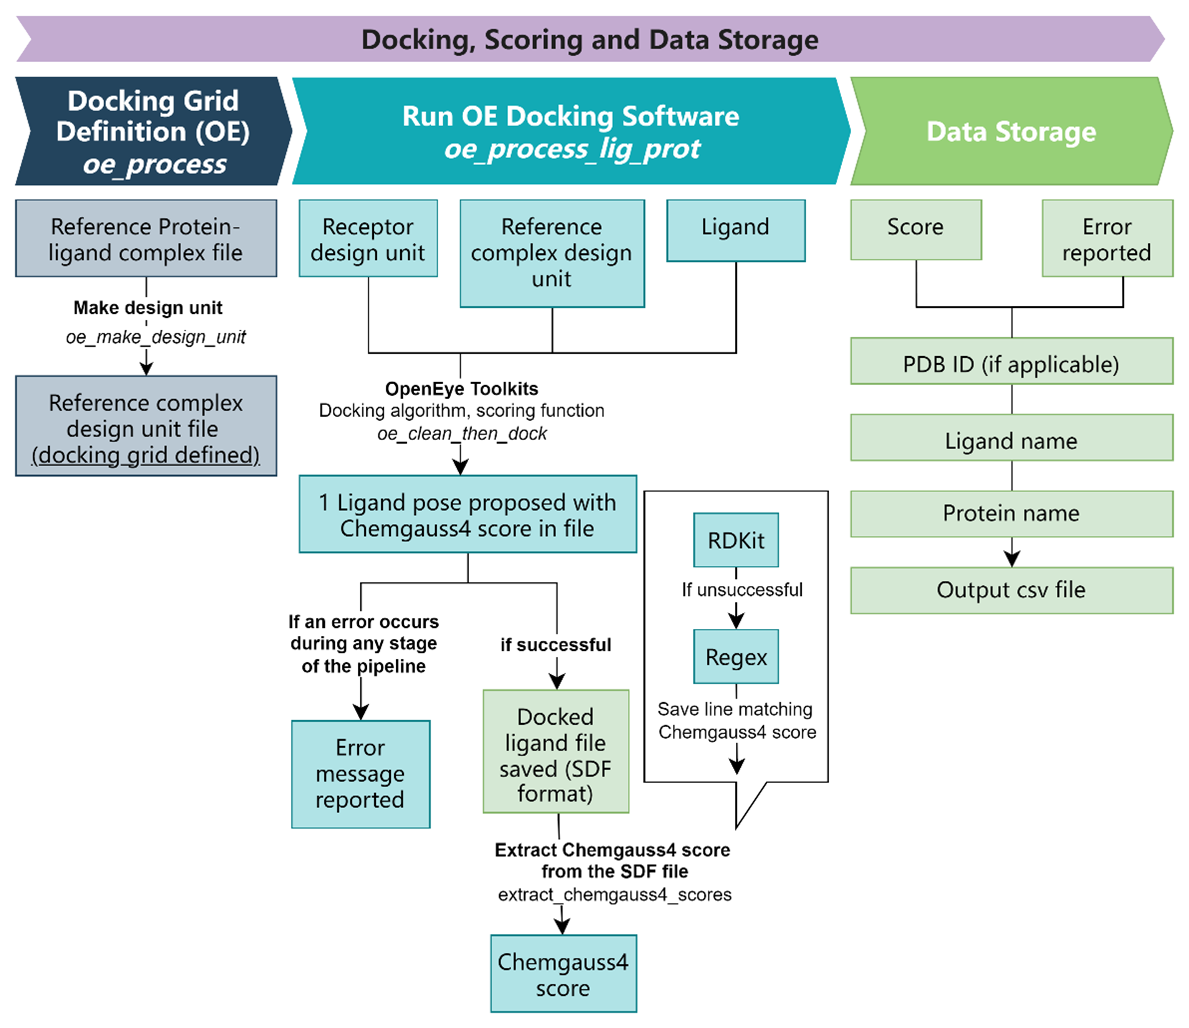 Docking, Scoring and Data Storage
Docking Grid
Definition (OE)
oe_process
Run OE Docking Software
oe_process_lig_prot
Data Storage
Reference Protein-
ligand complex file
Make design unit
oe_make_design_unit
Reference complex
design unit file
(docking grid defined)
Receptor
design unit
Reference
complex design
unit
Ligand
OpenEye Toolkits
Docking algorithm, scoring function
oe_clean_then_dock
1 Ligand pose proposed with
Chemgauss4 score in file
If an error occurs
during any stage
of the pipeline
Error
message
reported
if successful
Docked
ligand file
saved (SDF
format)
Extract Chemgauss4 score
from the SDF file
extract_chemgauss4_scores
Chemgauss4
score
RDKit
If unsuccessful
Regex
Save line matching
Chemgauss4 score
Score
Error
reported
PDB ID (if applicable)
Ligand name
Protein name
Output csv file